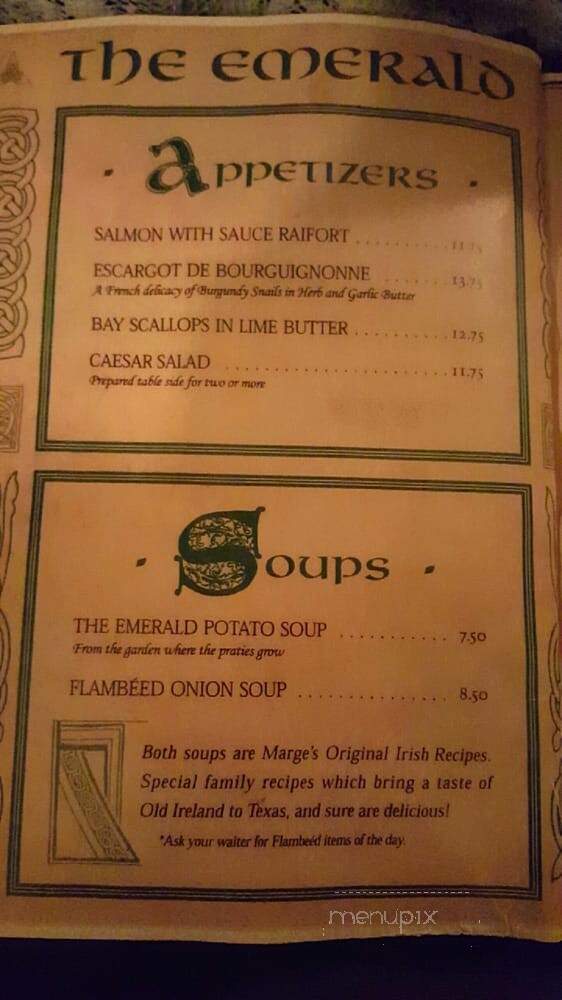 THE EMERALD
· APPETIZERS ·
SALMON WITH SAUCE RAIFORT . . . . . . . . . . 11.75
ESCARGOT DE BOURGUIGNONNE . . . . . . . 13.75
A French delicacy of Burgundy Snails in Herb and Garlic Butter
BAY SCALLOPS IN LIME BUTTER . . . . . . . . . . 12.75
CAESAR SALAD . . . . . . . . . . . . . . . . . . . . . . . 11.75
Prepared table side for two or more
· Soups ·
THE EMERALD POTATO SOUP . . . . . . . . . . . 7.50
From the garden where the praties grow
FLAMBÉED ONION SOUP . . . . . . . . . . . . . . . 8.50
Both soups are Marge's Original Irish Recipes.
Special family recipes which bring a taste of
Old Ireland to Texas, and sure are delicious!
*Ask your waiter for Flambeéd items of the day.
menupix